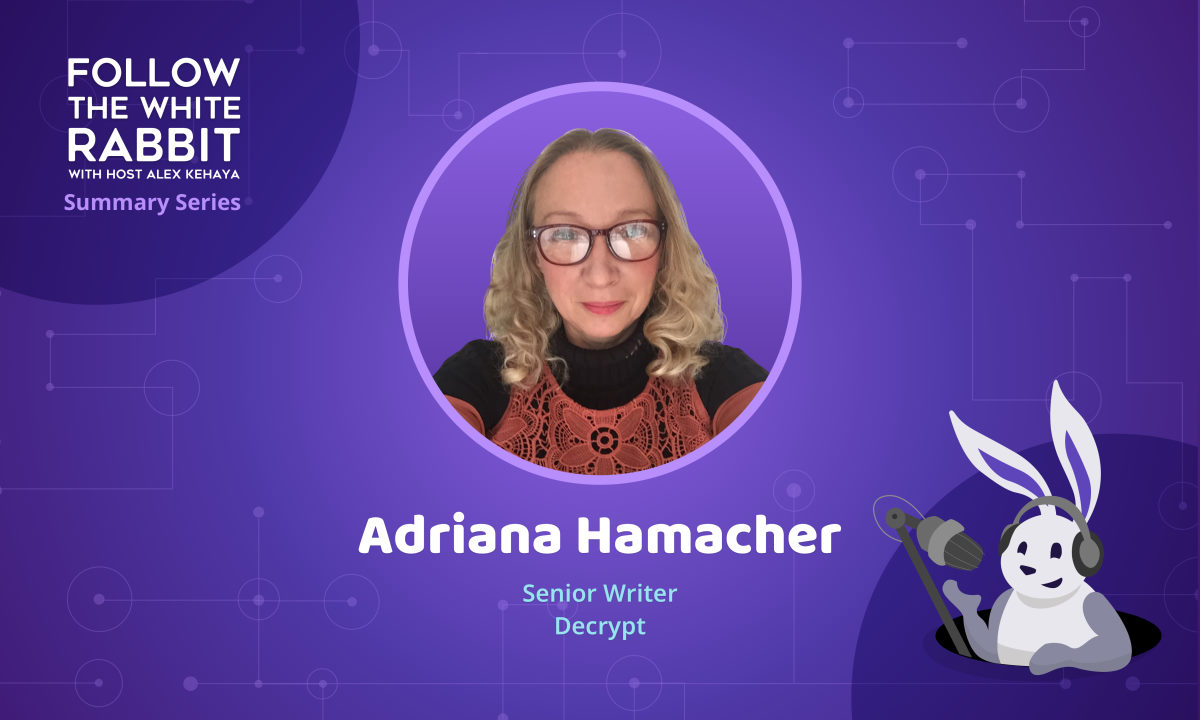 FOLLOW
THE WHITE
RABBIT
WITH HOST ALEX KEHAYA
Summary Series
Adriana Hamacher
Senior Writer
Decrypt